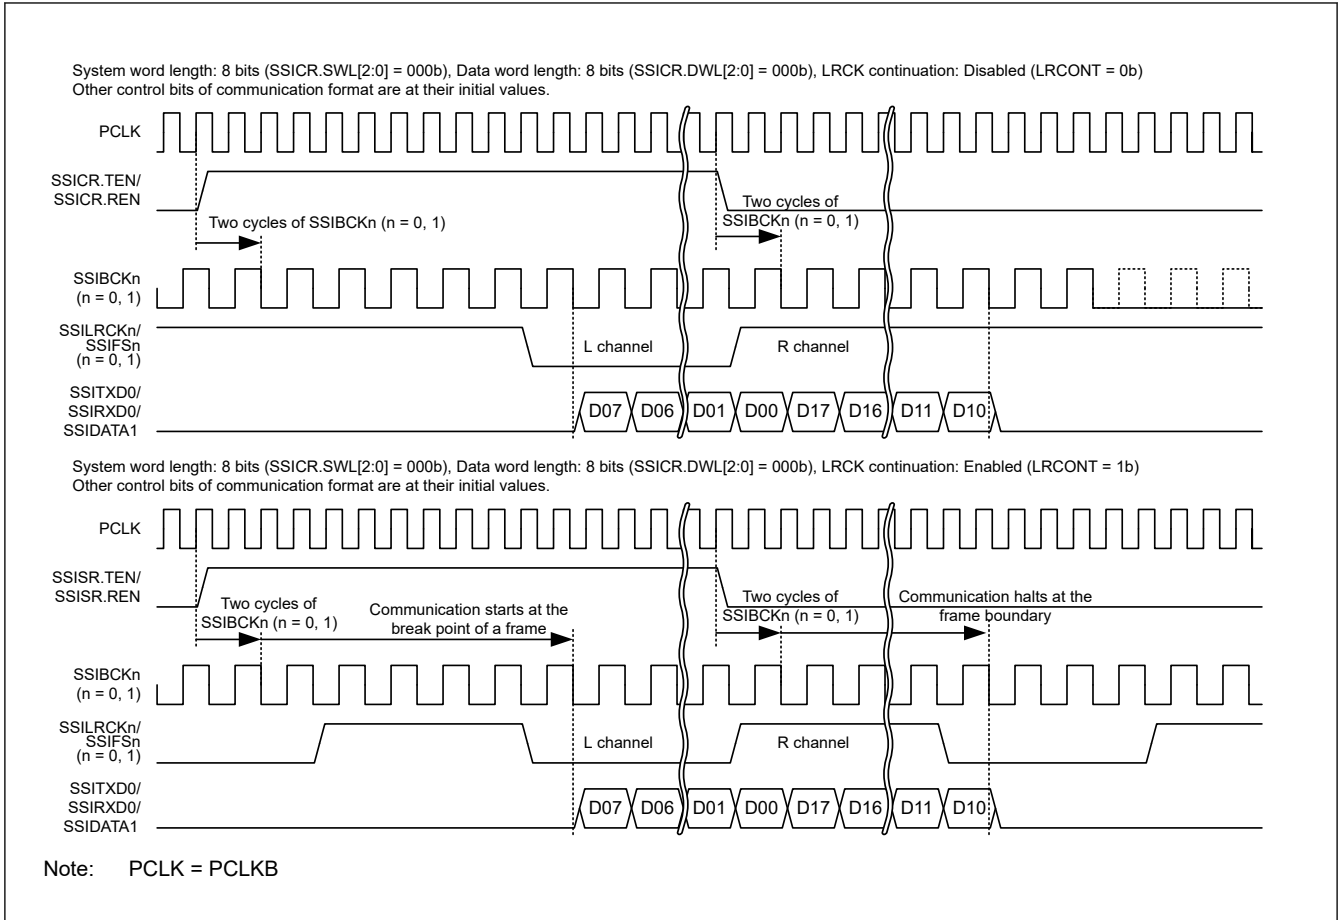 System word length: 8 bits (SSICR.SWL[2:0] = 000b), Data word length: 8 bits (SSICR.DWL[2:0] = 000b), LRCK continuation: Disabled (LRCONT = 0b)
Other control bits of communication format are at their initial values.
PCLK
SSICR.TEN/
SSICR.REN
Two cycles of SSIBCKn (n = 0, 1)
Two cycles of
SSIBCKn (n = 0, 1)
SSIBCKn
(n = 0, 1)
SSILRCKn/
SSIFSn
(n = 0, 1)
L channel
R channel
SSITXD0/
SSIRXD0/
SSIDATA1
D07 D06 D01 D00 D17 D16 D11 D10
System word length: 8 bits (SSICR.SWL[2:0] = 000b), Data word length: 8 bits (SSICR.DWL[2:0] = 000b), LRCK continuation: Enabled (LRCONT = 1b)
Other control bits of communication format are at their initial values.
PCLK
SSISR.TEN/
SSISR.REN
Two cycles of
SSIBCKn (n = 0, 1)
Communication starts at the
break point of a frame
Two cycles of
SSIBCKn (n = 0, 1)
Communication halts at the
frame boundary
SSIBCKn
(n = 0, 1)
SSILRCKn/
SSIFSn
(n = 0, 1)
L channel
R channel
SSITXD0/
SSIRXD0/
SSIDATA1
D07 D06 D01 D00 D17 D16 D11 D10
Note: PCLK = PCLKB